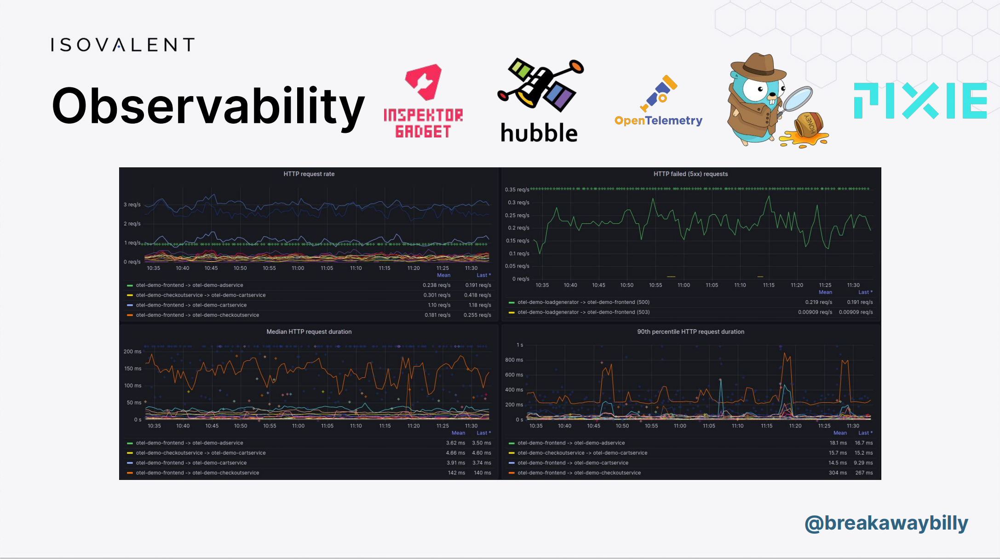 ISOVALENT
Observability
INSPEKTOR
GADGET
hubble
OpenTelemetry
HONEY
PIXIE
HTTP request rate
3 req/s
2 req/s
1 req/s
0 req/s
10:35 10:40 10:45 10:50 10:55 11:00 11:05 11:10 11:15 11:20 11:25 11:30
Mean Last *
otel-demo-frontend -> otel-demo-adservice 0.238 req/s 0.191 req/s
otel-demo-checkoutservice -> otel-demo-cartservice 0.301 req/s 0.418 req/s
otel-demo-frontend -> otel-demo-cartservice 1.10 req/s 1.18 req/s
otel-demo-frontend -> otel-demo-checkoutservice 0.181 req/s 0.255 req/s
HTTP failed (5xx) requests
0.35 req/s
0.3 req/s
0.25 req/s
0.2 req/s
0.15 req/s
0.1 req/s
0.05 req/s
0 req/s
10:35 10:40 10:45 10:50 10:55 11:00 11:05 11:10 11:15 11:20 11:25 11:30
Mean Last *
otel-demo-loadgenerator -> otel-demo-frontend (500) 0.219 req/s 0.191 req/s
otel-demo-loadgenerator -> otel-demo-frontend (503) 0.00909 req/s 0.00909 req/s
Median HTTP request duration
200 ms
150 ms
100 ms
50 ms
0 s
10:35 10:40 10:45 10:50 10:55 11:00 11:05 11:10 11:15 11:20 11:25 11:30
Mean Last *
otel-demo-frontend -> otel-demo-adservice 3.62 ms 3.50 ms
otel-demo-checkoutservice -> otel-demo-cartservice 4.66 ms 4.60 ms
otel-demo-frontend -> otel-demo-cartservice 3.91 ms 3.74 ms
otel-demo-frontend -> otel-demo-checkoutservice 142 ms 140 ms
90th percentile HTTP request duration
1 s
800 ms
600 ms
400 ms
200 ms
0 s
10:35 10:40 10:45 10:50 10:55 11:00 11:05 11:10 11:15 11:20 11:25 11:30
Mean Last *
otel-demo-frontend -> otel-demo-adservice 18.1 ms 16.7 ms
otel-demo-checkoutservice -> otel-demo-cartservice 15.7 ms 15.2 ms
otel-demo-frontend -> otel-demo-cartservice 14.5 ms 9.29 ms
otel-demo-frontend -> otel-demo-checkoutservice 304 ms 267 ms
@breakawaybilly